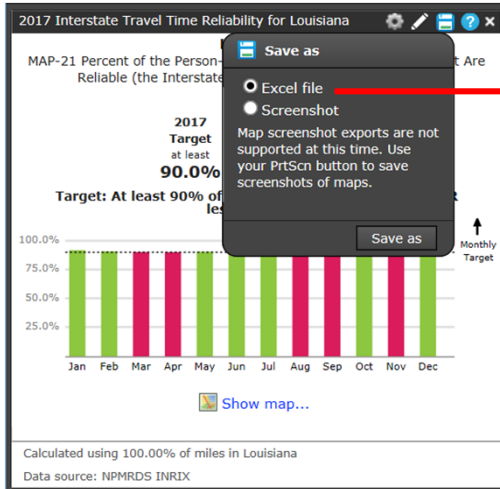 2017 Interstate Travel Time Reliability for Louisiana
MAP-21 Percent of the Person-
t Are
Reliable (the Interstate
Save as
Excel file
Screenshot
Map screenshot exports are not
supported at this time. Use
your PrtScn button to save
screenshots of maps.
Save as
2017
Target
at least
90.0%
Target: At least 90% of
R
les
Monthly
Target
100.0%
75.0%
50.0%
25.0%
Jan Feb Mar Apr May Jun Jul Aug Sep Oct Nov Dec
Show map...
Calculated using 100.00% of miles in Louisiana
Data source: NPMRDS INRIX